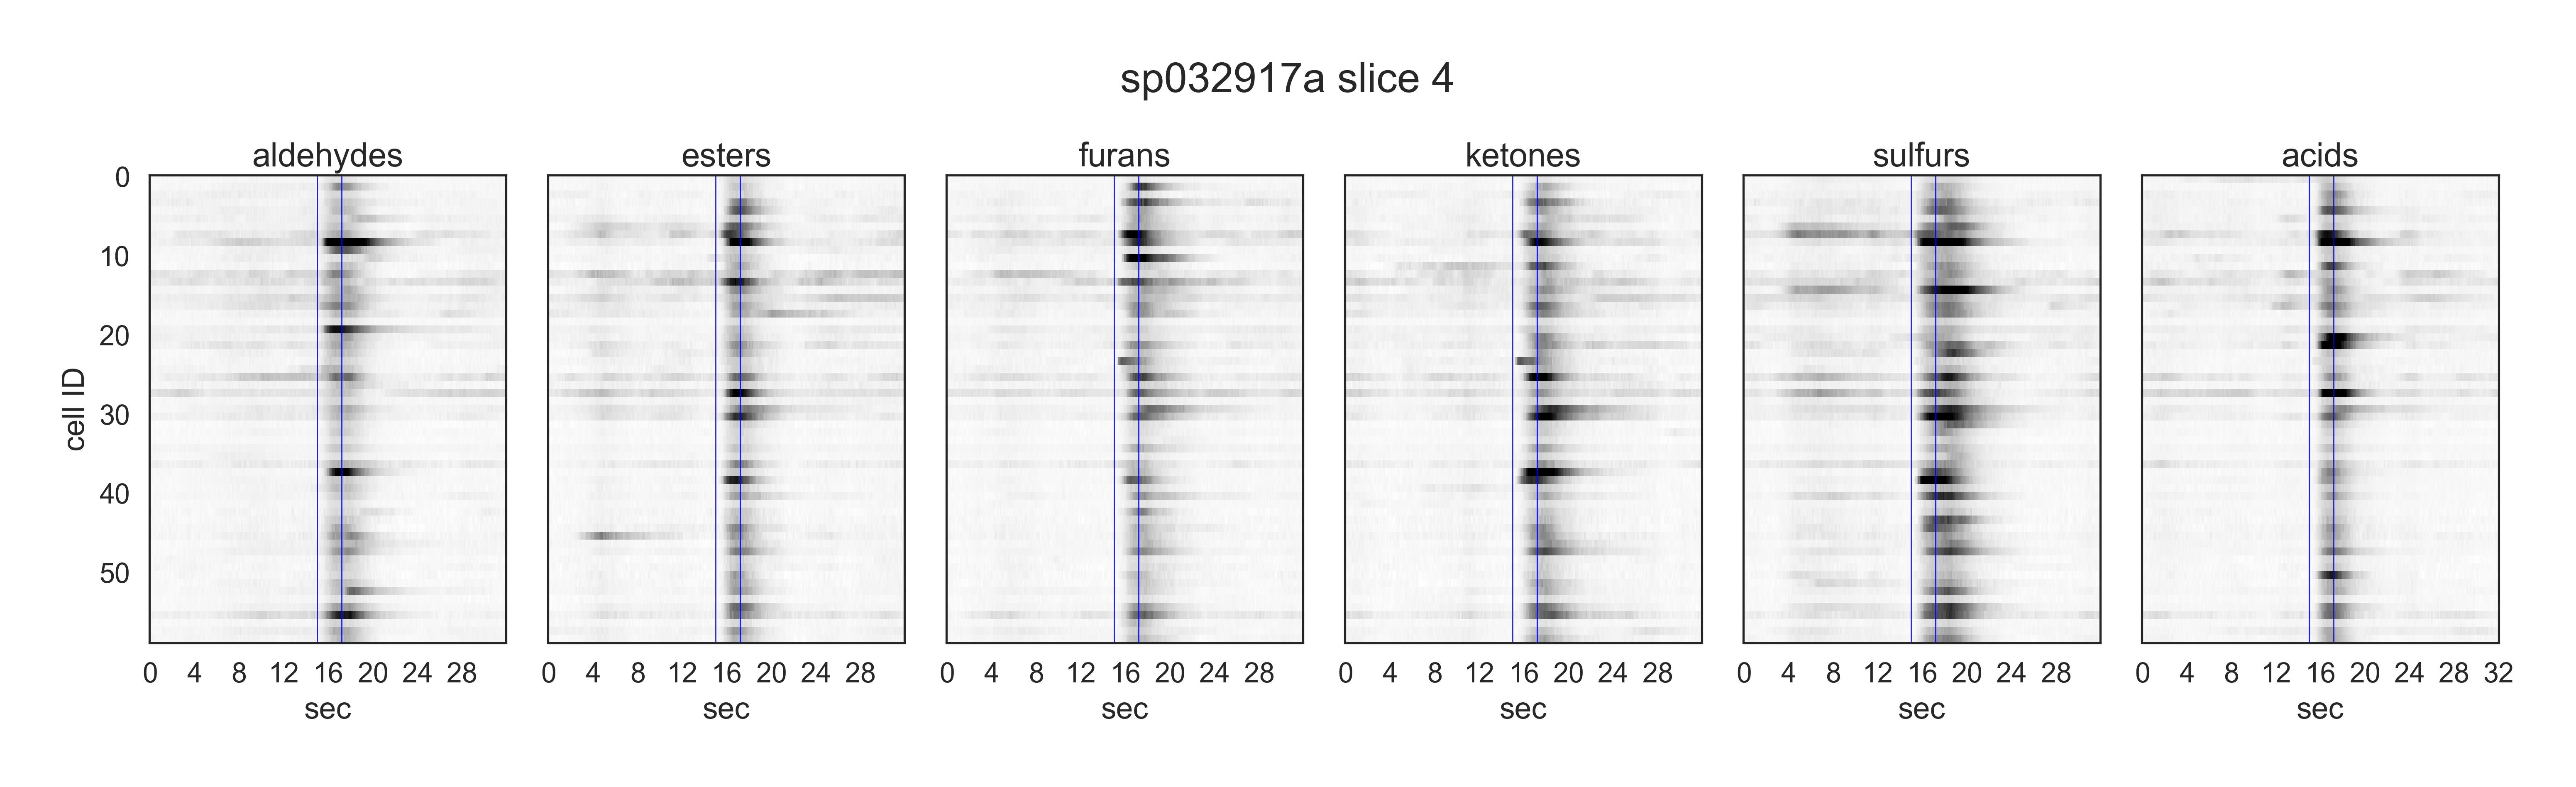 sp032917a slice 4
aldehydes esters furans ketones sulfurs acids
0
10
20
30
40
50
cell ID
0 4 8 12 16 20 24 28 0 4 8 12 16 20 24 28 0 4 8 12 16 20 24 28 0 4 8 12 16 20 24 28 0 4 8 12 16 20 24 28 0 4 8 12 16 20 24 28 32
sec sec sec sec sec sec